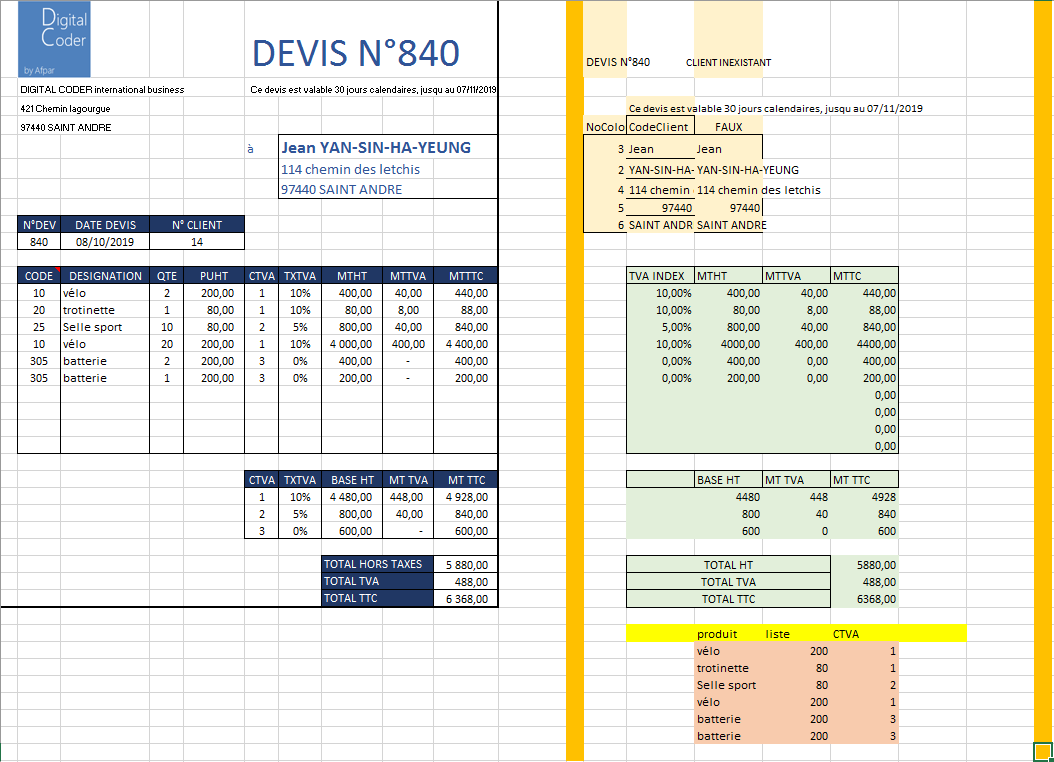 Digital
Coder
by Afpar
DEVIS N°840
DEVIS N°840 CLIENT INEXISTANT
DIGITAL CODER international business Ce devis est valable 30 jours calendaires, jusqu au 07/11/2019
421 Chemin lagourgue Ce devis est valable 30 jours calendaires, jusqu au 07/11/2019
97440 SAINT ANDRE NoColo CodeClient FAUX
à Jean YAN-SIN-HA-YEUNG 3 Jean Jean
114 chemin des letchis 2 YAN-SIN-HA- YAN-SIN-HA-YEUNG
97440 SAINT ANDRE 4 114 chemin 114 chemin des letchis
5 97440 97440
N°DEV DATE DEVIS N° CLIENT 6 SAINT ANDR SAINT ANDRE
840 08/10/2019 14
CODE DESIGNATION QTE PUHT CTVA TXTVA MTHT MTTVA MTTTC TVA INDEX MTHT MTTVA MTTC
10 vélo 2 200,00 1 10% 400,00 40,00 440,00 10,00% 400,00 40,00 440,00
20 trotinette 1 80,00 1 10% 80,00 8,00 88,00 10,00% 80,00 8,00 88,00
25 Selle sport 10 80,00 2 5% 800,00 40,00 840,00 5,00% 800,00 40,00 840,00
10 vélo 20 200,00 1 10% 4 000,00 400,00 4 400,00 10,00% 4000,00 400,00 4400,00
305 batterie 2 200,00 3 0% 400,00 - 400,00 0,00% 400,00 0,00 400,00
305 batterie 1 200,00 3 0% 200,00 - 200,00 0,00% 200,00 0,00 200,00
0,00
0,00
0,00
0,00
CTVA TXTVA BASE HT MT TVA MT TTC BASE HT MT TVA MT TTC
1 10% 4 480,00 448,00 4 928,00 4480 448 4928
2 5% 800,00 40,00 840,00 800 40 840
3 0% 600,00 - 600,00 600 0 600
TOTAL HORS TAXES 5 880,00 TOTAL HT 5880,00
TOTAL TVA 488,00 TOTAL TVA 488,00
TOTAL TTC 6 368,00 TOTAL TTC 6368,00
produit liste CTVA
vélo 200 1
trotinette 80 1
Selle sport 80 2
vélo 200 1
batterie 200 3
batterie 200 3